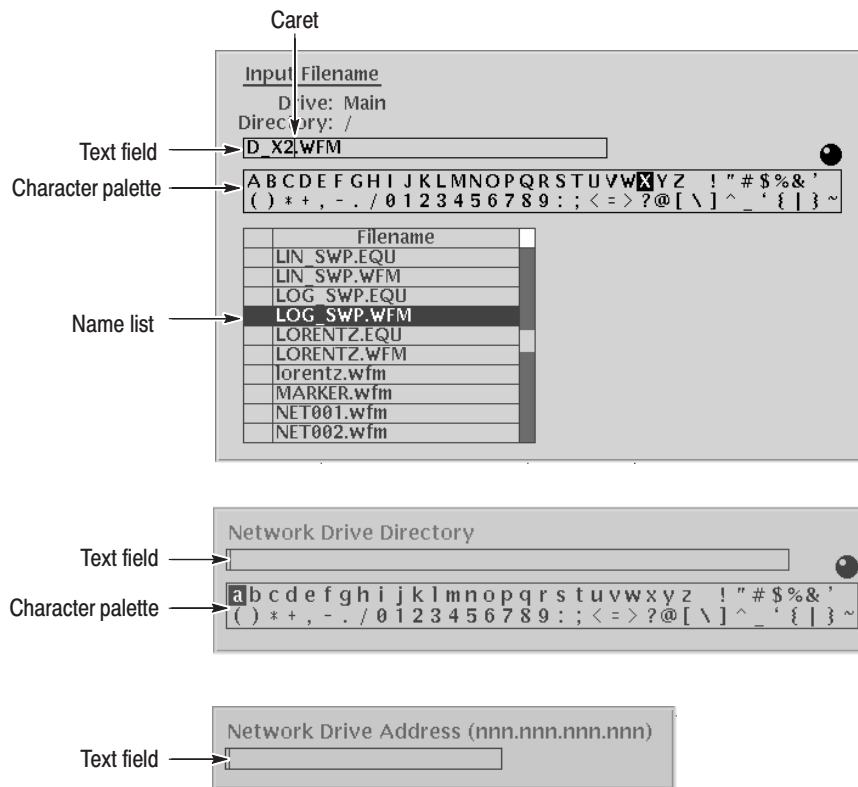 Caret
Input Filename
Drive: Main
Directory: /
Text field
D_X2.WFM
Character palette
A B C D E F G H I J K L M N O P Q R S T U V W X Y Z ! " # $ % & '
( ) * + , - . / 0 1 2 3 4 5 6 7 8 9 : ; < = > ? @ [ \ ] ^ _ ‘ { | } ~
Filename
LIN_SWP.EQU
LIN_SWP.WFM
LOG_SWP.EQU
Name list
LOG_SWP.WFM
LORENTZ.EQU
LORENTZ.WFM
lorentz.wfm
MARKER.wfm
NET001.wfm
NET002.wfm
Network Drive Directory
Text field
Character palette
a b c d e f g h i j k l m n o p q r s t u v w x y z ! " # $ % & '
( ) * + , - . / 0 1 2 3 4 5 6 7 8 9 : ; < = > ? @ [ \ ] ^ _ ‘ { | } ~
Network Drive Address (nnn.nnn.nnn.nnn)
Text field